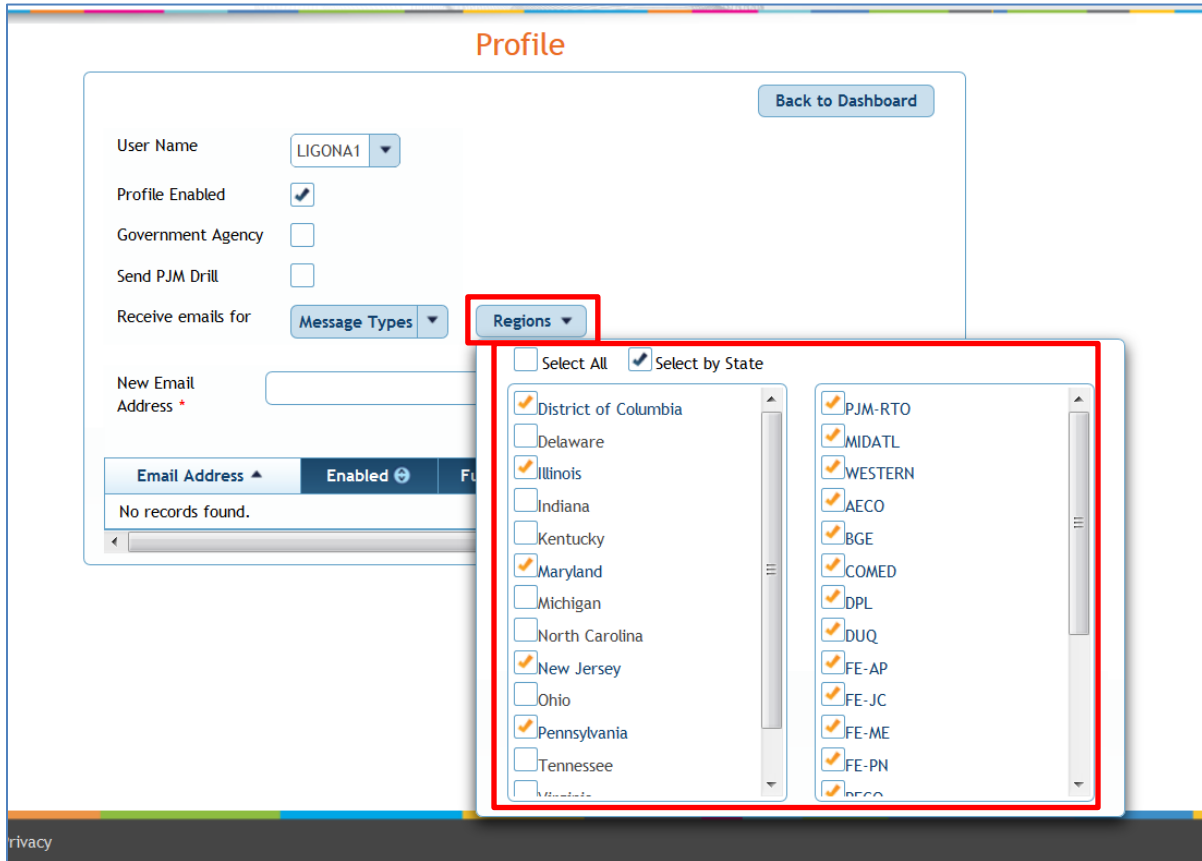 Profile
Back to Dashboard
User Name
LIGONA1
Profile Enabled
Government Agency
Send PJM Drill
Receive emails for
Message Types
Regions
Select All
Select by State
New Email
Address *
District of Columbia
Delaware
Illinois
Indiana
Kentucky
Maryland
Michigan
North Carolina
New Jersey
Ohio
Pennsylvania
Tennessee
PJM-RTO
MIDATL
WESTERN
AECO
BGE
COMED
DPL
DUQ
FE-AP
FE-JC
FE-ME
FE-PN
Email Address
Enabled
No records found.